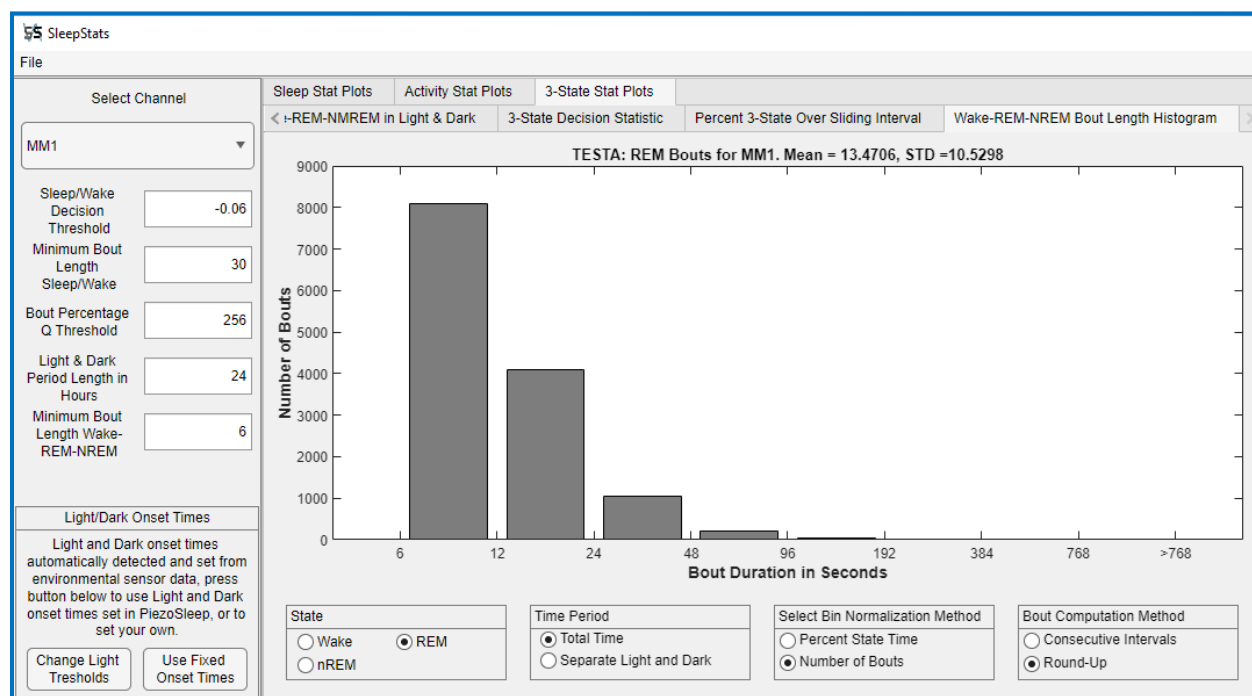 SleepStats
File
Select Channel
MM1
Sleep/Wake
Decision
Threshold
-0.06
Minimum Bout
Length
Sleep/Wake
30
Bout Percentage
Q Threshold
256
Light & Dark
Period Length in
Hours
24
Minimum Bout
Length Wake-
REM-NREM
6
Light/Dark Onset Times
Light and Dark onset times
automatically detected and set from
environmental sensor data, press
button below to use Light and Dark
onset times set in PiezoSleep, or to
set your own.
Change Light
Tresholds
Use Fixed
Onset Times
Sleep Stat Plots
Activity Stat Plots
3-State Stat Plots
-REM-NMREM in Light & Dark
3-State Decision Statistic
Percent 3-State Over Sliding Interval
Wake-REM-NREM Bout Length Histogram
TESTA: REM Bouts for MM1. Mean = 13.4706, STD =10.5298
Number of Bouts
9000
8000
7000
6000
5000
4000
3000
2000
1000
0
6 12 24 48 96 192 384 768 >768
Bout Duration in Seconds
State
Wake REM
nREM
Time Period
Total Time
Separate Light and Dark
Select Bin Normalization Method
Percent State Time
Number of Bouts
Bout Computation Method
Consecutive Intervals
Round-Up